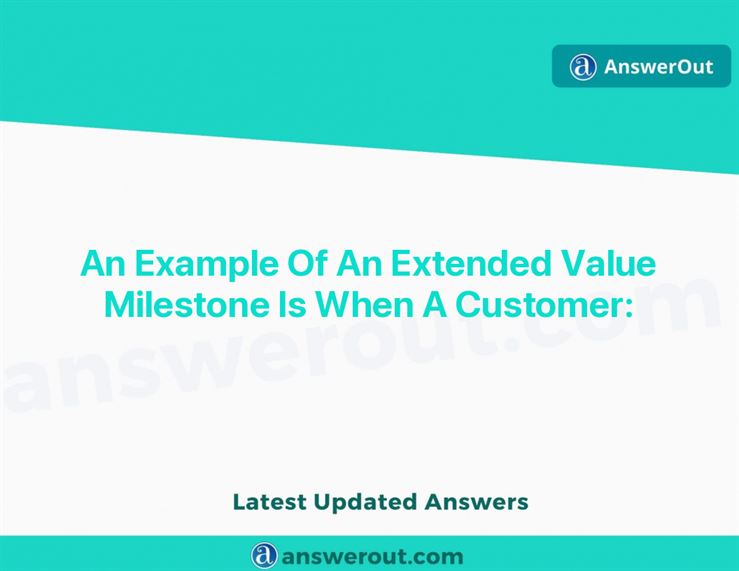 AnswerOut
An Example Of An Extended Value
Milestone Is When A Customer:
answerout.com
Latest Updated Answers
answerout.com